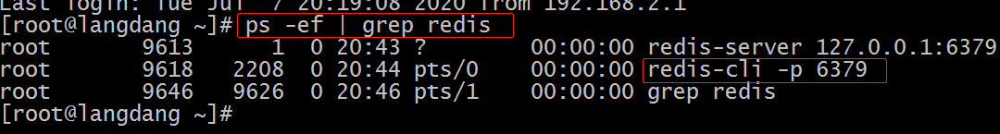 Last login: Tue Jul  7 20:19:08 2020 from 192.168.2.1
[root@langdang ~]# ps -ef | grep redis
root       9613      1  0 20:43 ?        00:00:00 redis-server 127.0.0.1:6379
root       9618   2208  0 20:44 pts/0    00:00:00 redis-cli -p 6379
root       9646   9626  0 20:46 pts/1    00:00:00 grep redis
[root@langdang ~]#